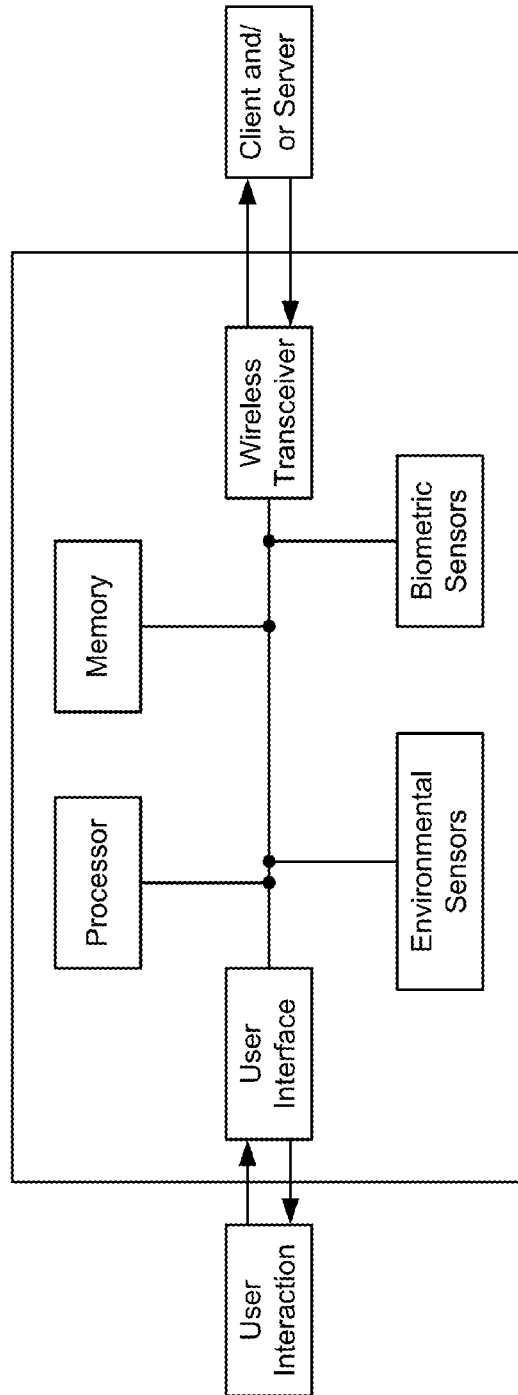 User
Interaction
User
Interface
Processor
Memory
Environmental
Sensors
Biometric
Sensors
Wireless
Transceiver
Client and/
or Server